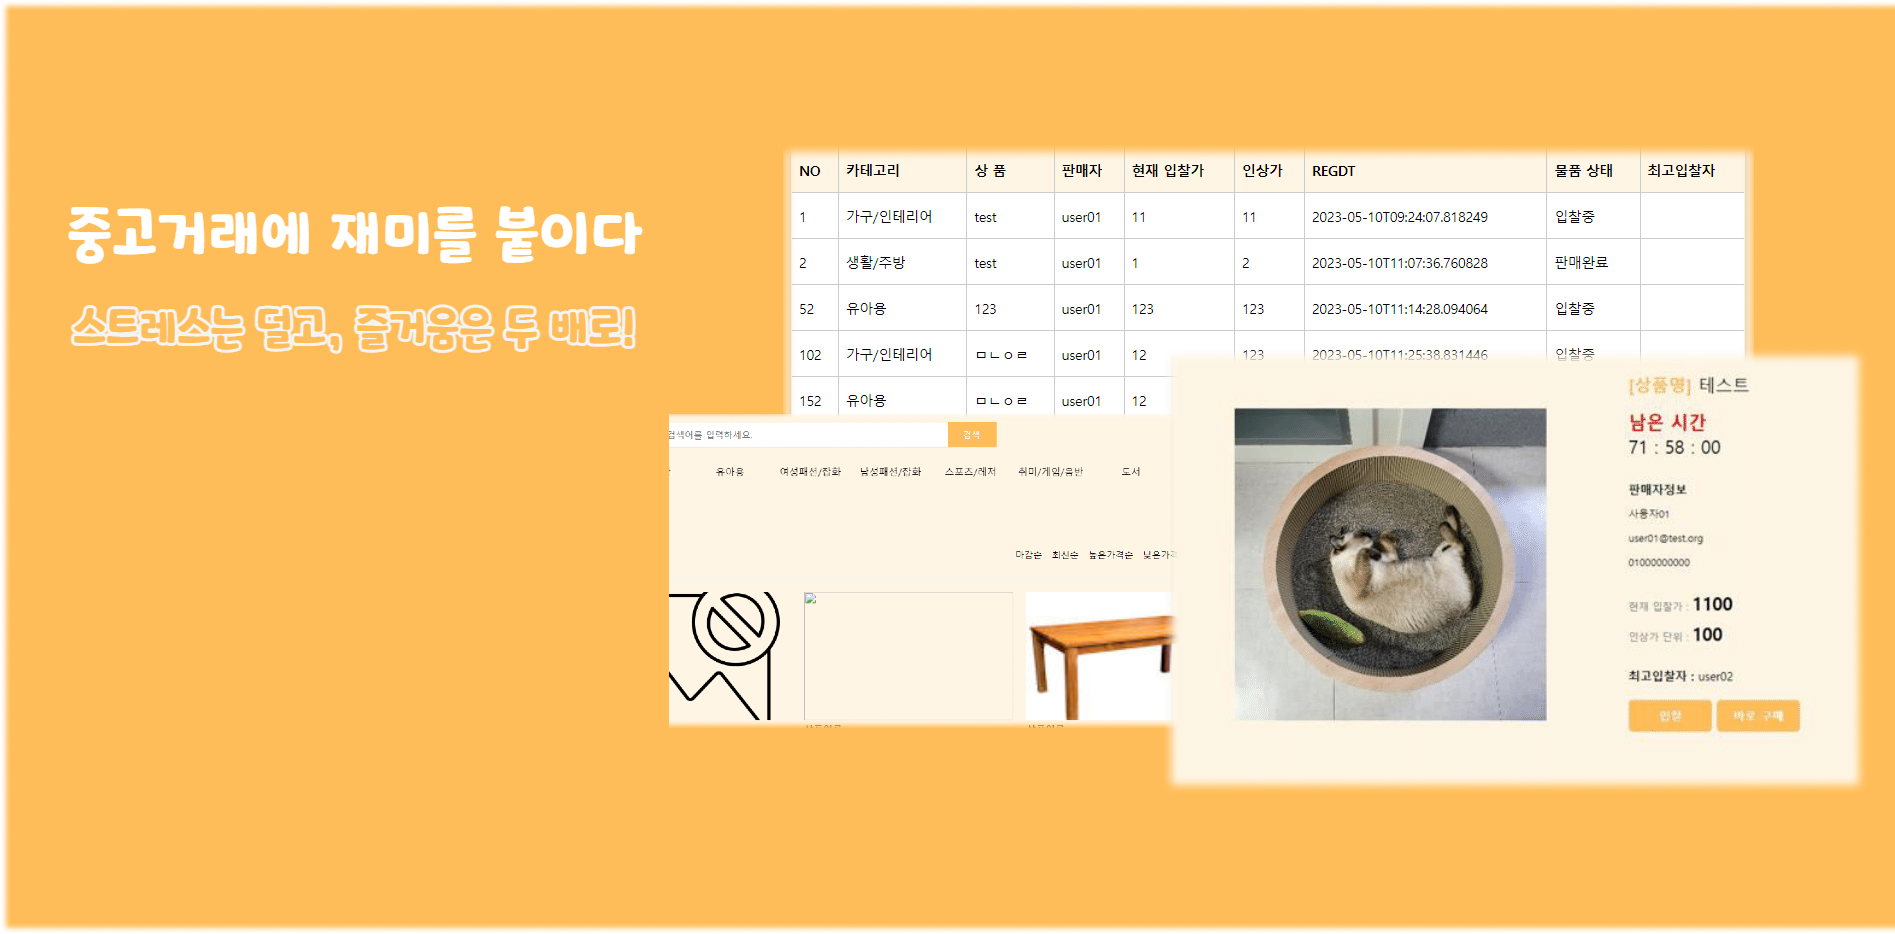 중고거래에 재미를 붙이다
스트레스는 덜고, 즐거움은 두 배로!
NO 카테고리 상 품 판매자 현재 입찰가 인상가 REGDT 물품 상태 최고입찰자
1 가구/인테리어 test user01 11 11 2023-05-10T09:24:07.818249 입찰중
2 생활/주방 test user01 1 2 2023-05-10T11:07:36.760828 판매완료
52 유아용 123 user01 123 123 2023-05-10T11:14:28.094064 입찰중
102 가구/인테리어 ㅁㄴㅇㄹ user01 12 123 2023-05-10T11:25:38.831446 입찰중
152 유아용 ㅁㄴㅇㄹ user01 12
검색어를 입력하세요. 검색
유아용 여성패션/잡화 남성패션/잡화 스포츠/레저 취미/게임/음반 도서
마감순 최신순 높은가격순 낮은가격
[상품명] 테스트
남은 시간
71 : 58 : 00
판매자정보
사용자01
user01@test.org
01000000000
현재 입찰가 : 1100
인상가 단위 : 100
최고입찰자 : user02
입찰 바로 구매